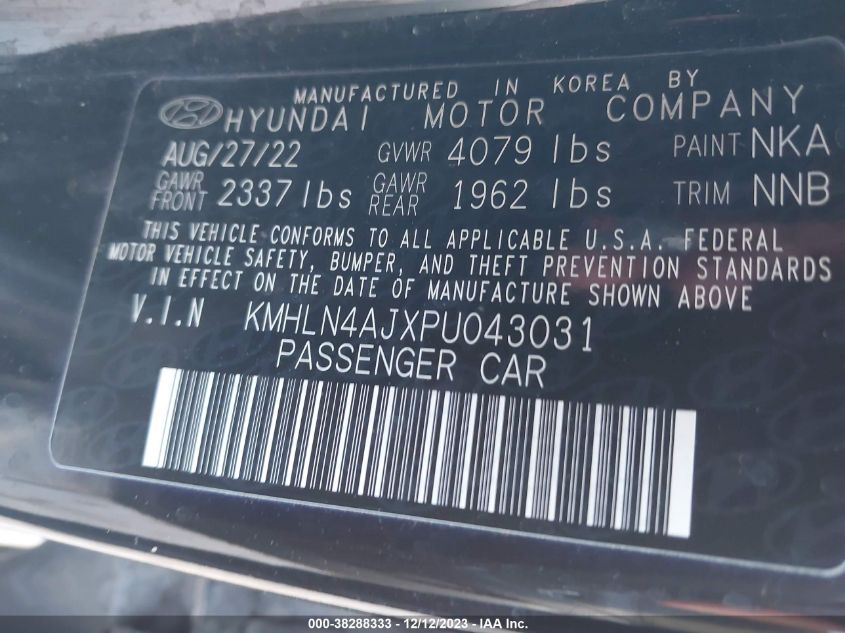 MANUFACTURED IN KOREA BY
HYUNDAI MOTOR COMPANY
AUG/27/22 GVWR 4079 lbs PAINT NKA
GAWR FRONT 2337 lbs GAWR REAR 1962 lbs TRIM NNB
THIS VEHICLE CONFORMS TO ALL APPLICABLE U.S.A. FEDERAL
MOTOR VEHICLE SAFETY, BUMPER, AND THEFT PREVENTION STANDARDS
IN EFFECT ON THE DATE OF MANUFACTURE SHOWN ABOVE
V.I.N KMHLN4AJXPU043031
PASSENGER CAR
000-38288333 - 12/12/2023 - IAA Inc.